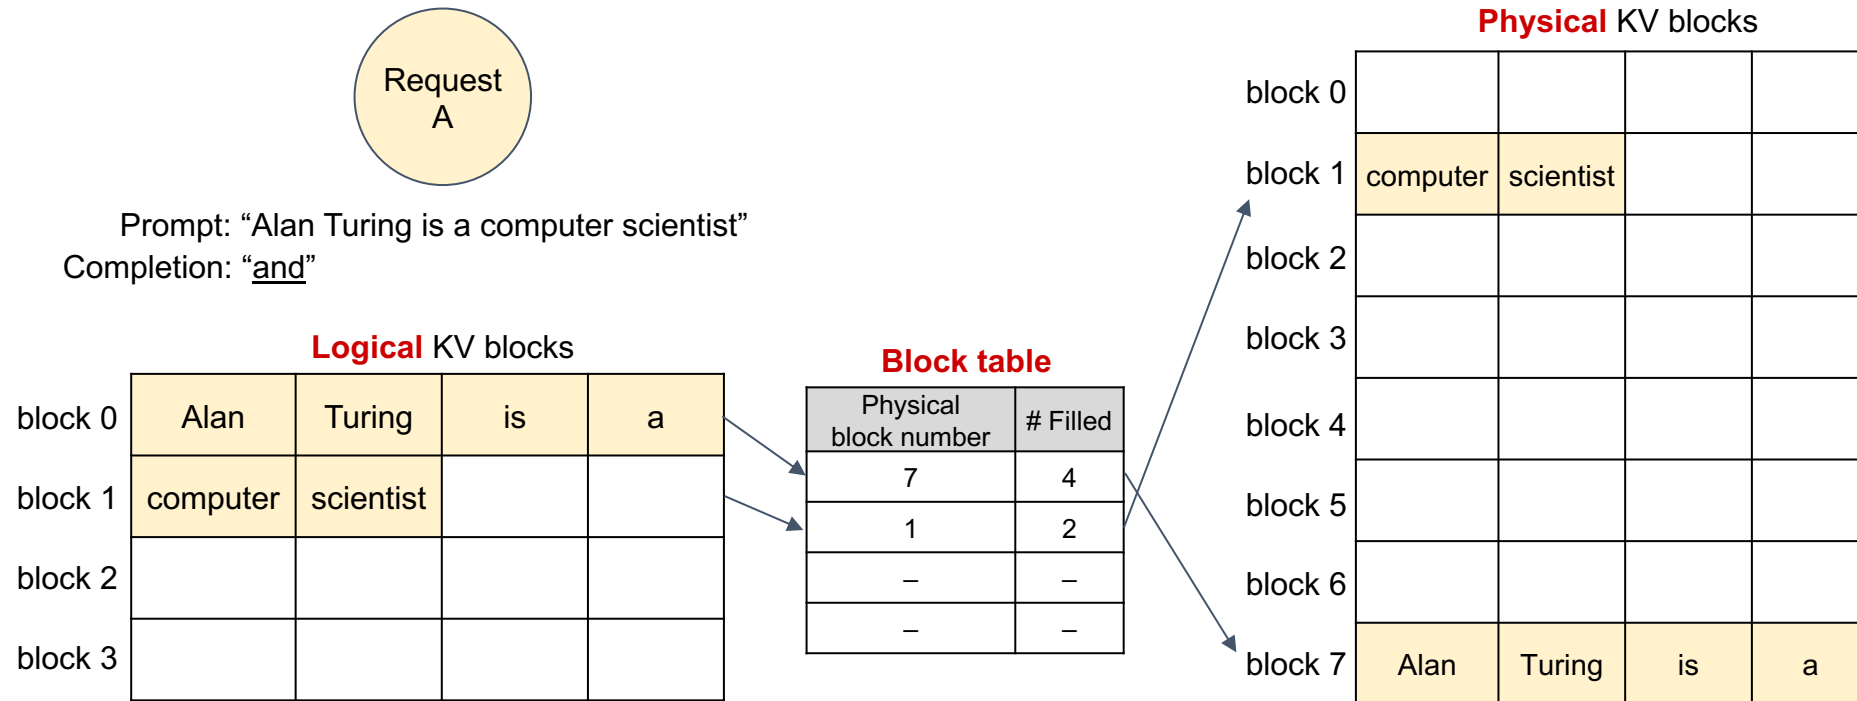 Request
A
Prompt: “Alan Turing is a computer scientist”
Completion: “and”
Logical KV blocks
block 0 Alan Turing is a
block 1 computer scientist
block 2
block 3
Block table
Physical block number # Filled
7 4
1 2
– –
– –
Physical KV blocks
block 0
block 1 computer scientist
block 2
block 3
block 4
block 5
block 6
block 7 Alan Turing is a